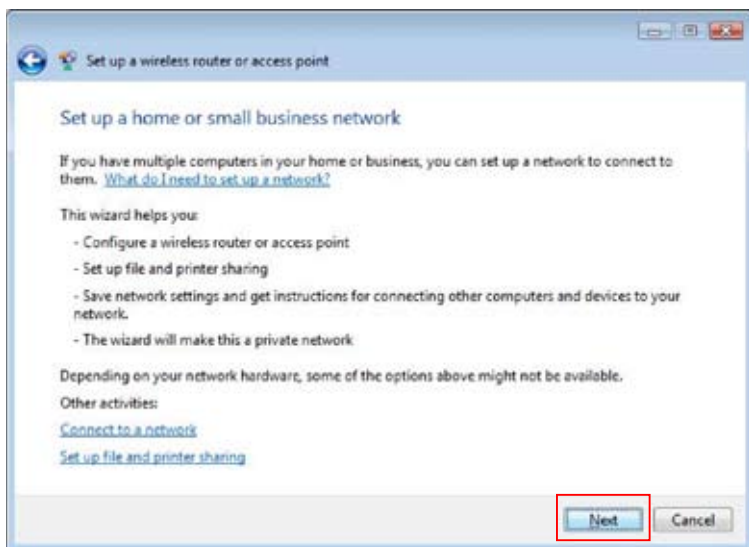 Set up a wireless router or access point
Set up a home or small business network
If you have multiple computers in your home or business, you can set up a network to connect to
them. What do I need to set up a network?
This wizard helps you:
- Configure a wireless router or access point
- Set up file and printer sharing
- Save network settings and get instructions for connecting other computers and devices to your
network.
- The wizard will make this a private network
Depending on your network hardware, some of the options above might not be available.
Other activities:
Connect to a network
Set up file and printer sharing
Next Cancel